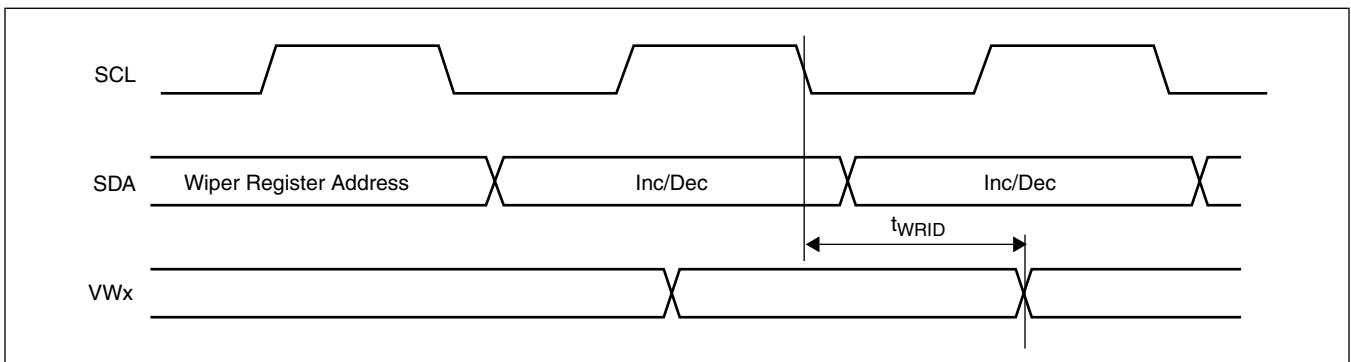 SCL
SDA Wiper Register Address Inc/Dec Inc/Dec
tWRID
VWx